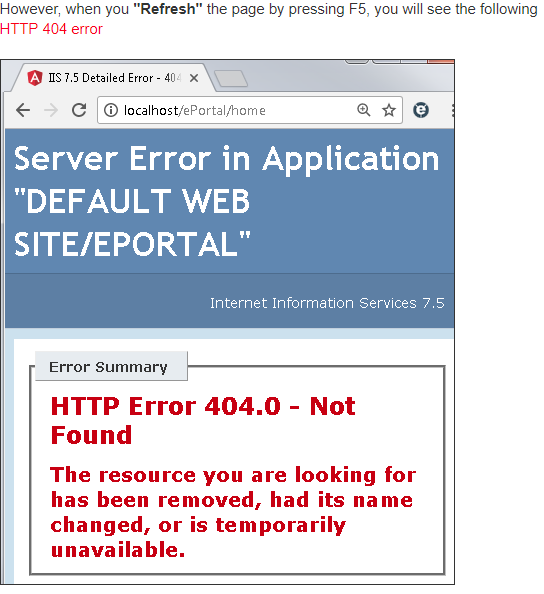 However, when you "Refresh" the page by pressing F5, you will see the following
HTTP 404 error
IIS 7.5 Detailed Error - 404
localhost/ePortal/home
Server Error in Application
"DEFAULT WEB
SITE/EPORTAL"
Internet Information Services 7.5
Error Summary
HTTP Error 404.0 - Not
Found
The resource you are looking for
has been removed, had its name
changed, or is temporarily
unavailable.